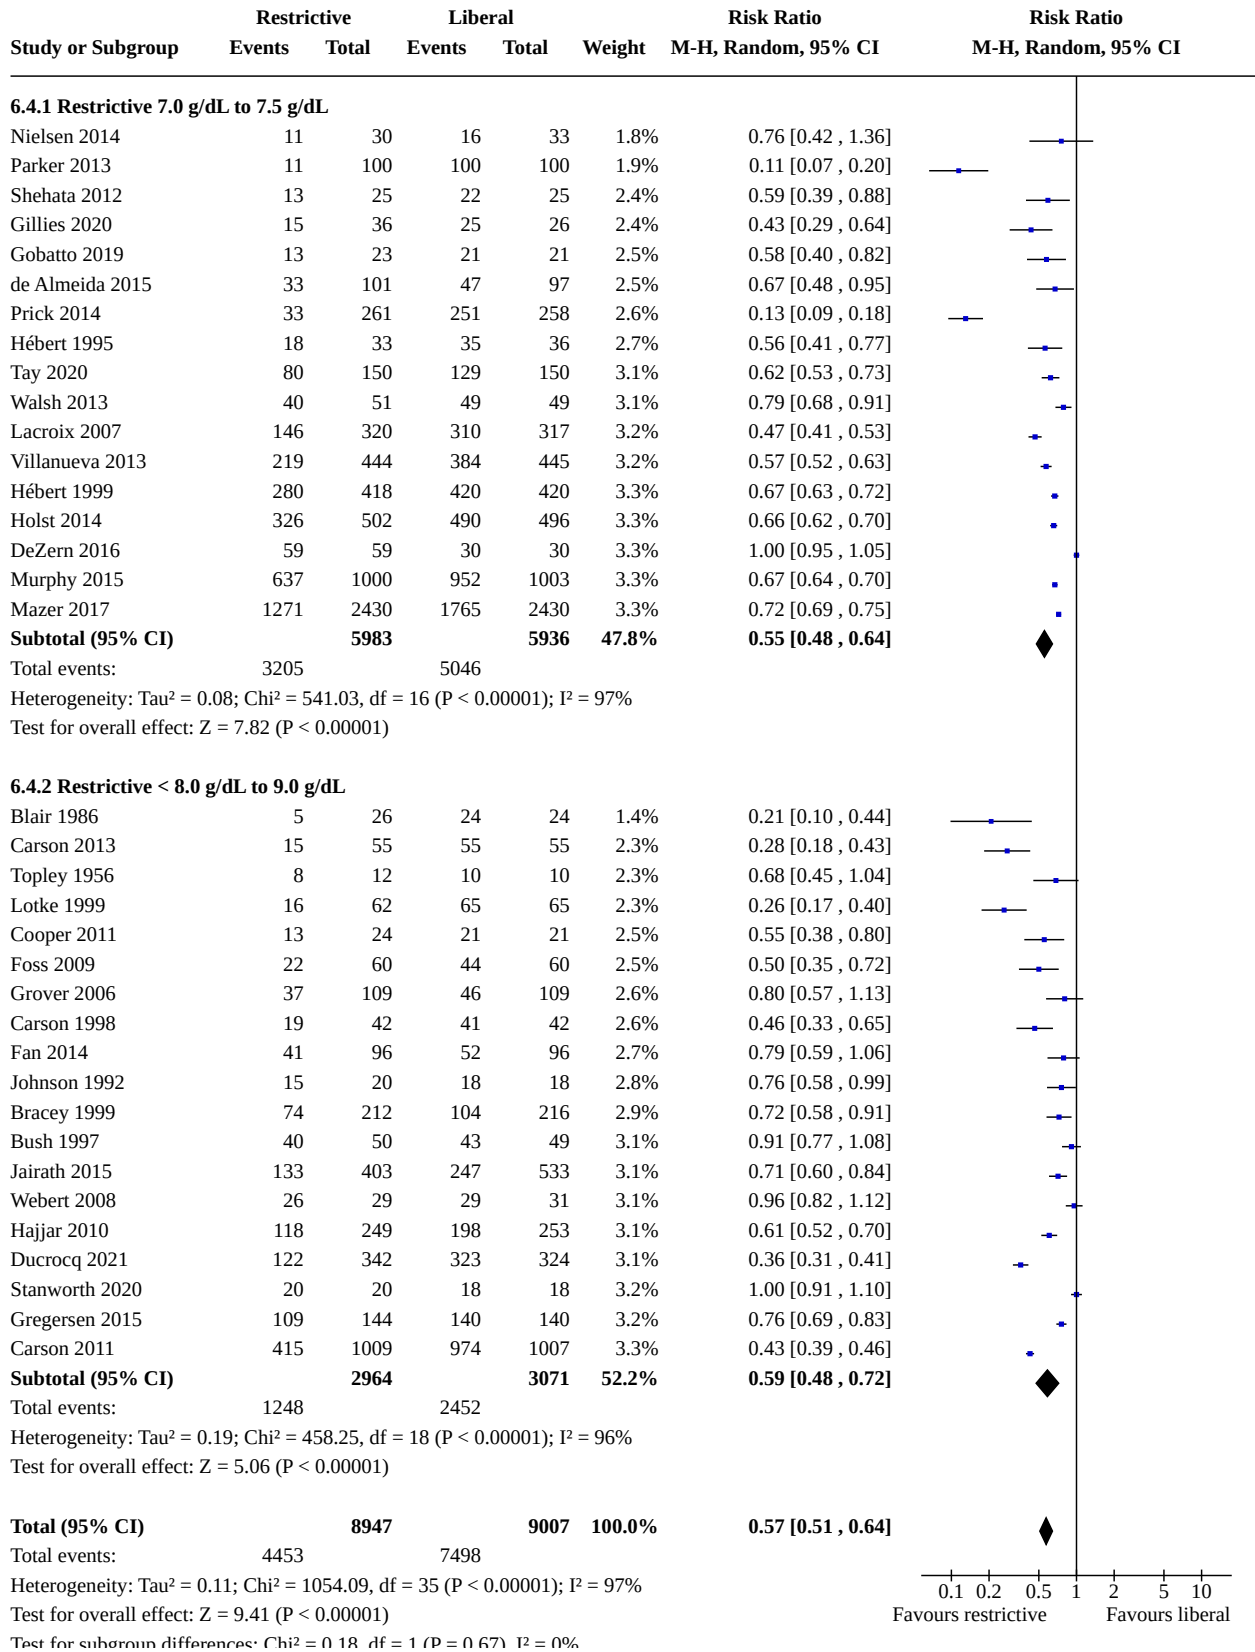 Restrictive Liberal Risk Ratio Risk Ratio
Study or Subgroup Events Total Events Total Weight M-H, Random, 95% CI M-H, Random, 95% CI
6.4.1 Restrictive 7.0 g/dL to 7.5 g/dL
Nielsen 2014 11 30 16 33 1.8% 0.76 [0.42 , 1.36]
Parker 2013 11 100 100 100 1.9% 0.11 [0.07 , 0.20]
Shehata 2012 13 25 22 25 2.4% 0.59 [0.39 , 0.88]
Gillies 2020 15 36 25 26 2.4% 0.43 [0.29 , 0.64]
Gobatto 2019 13 23 21 21 2.5% 0.58 [0.40 , 0.82]
de Almeida 2015 33 101 47 97 2.5% 0.67 [0.48 , 0.95]
Prick 2014 33 261 251 258 2.6% 0.13 [0.09 , 0.18]
Hébert 1995 18 33 35 36 2.7% 0.56 [0.41 , 0.77]
Tay 2020 80 150 129 150 3.1% 0.62 [0.53 , 0.73]
Walsh 2013 40 51 49 49 3.1% 0.79 [0.68 , 0.91]
Lacroix 2007 146 320 310 317 3.2% 0.47 [0.41 , 0.53]
Villanueva 2013 219 444 384 445 3.2% 0.57 [0.52 , 0.63]
Hébert 1999 280 418 420 420 3.3% 0.67 [0.63 , 0.72]
Holst 2014 326 502 490 496 3.3% 0.66 [0.62 , 0.70]
DeZern 2016 59 59 30 30 3.3% 1.00 [0.95 , 1.05]
Murphy 2015 637 1000 952 1003 3.3% 0.67 [0.64 , 0.70]
Mazer 2017 1271 2430 1765 2430 3.3% 0.72 [0.69 , 0.75]
Subtotal (95% CI) 5983 5936 47.8% 0.55 [0.48 , 0.64]
Total events: 3205 5046
Heterogeneity: Tau² = 0.08; Chi² = 541.03, df = 16 (P < 0.00001); I² = 97%
Test for overall effect: Z = 7.82 (P < 0.00001)
6.4.2 Restrictive < 8.0 g/dL to 9.0 g/dL
Blair 1986 5 26 24 24 1.4% 0.21 [0.10 , 0.44]
Carson 2013 15 55 55 55 2.3% 0.28 [0.18 , 0.43]
Topley 1956 8 12 10 10 2.3% 0.68 [0.45 , 1.04]
Lotke 1999 16 62 65 65 2.3% 0.26 [0.17 , 0.40]
Cooper 2011 13 24 21 21 2.5% 0.55 [0.38 , 0.80]
Foss 2009 22 60 44 60 2.5% 0.50 [0.35 , 0.72]
Grover 2006 37 109 46 109 2.6% 0.80 [0.57 , 1.13]
Carson 1998 19 42 41 42 2.6% 0.46 [0.33 , 0.65]
Fan 2014 41 96 52 96 2.7% 0.79 [0.59 , 1.06]
Johnson 1992 15 20 18 18 2.8% 0.76 [0.58 , 0.99]
Bracey 1999 74 212 104 216 2.9% 0.72 [0.58 , 0.91]
Bush 1997 40 50 43 49 3.1% 0.91 [0.77 , 1.08]
Jairath 2015 133 403 247 533 3.1% 0.71 [0.60 , 0.84]
Webert 2008 26 29 29 31 3.1% 0.96 [0.82 , 1.12]
Hajjar 2010 118 249 198 253 3.1% 0.61 [0.52 , 0.70]
Ducrocq 2021 122 342 323 324 3.1% 0.36 [0.31 , 0.41]
Stanworth 2020 20 20 18 18 3.2% 1.00 [0.91 , 1.10]
Gregersen 2015 109 144 140 140 3.2% 0.76 [0.69 , 0.83]
Carson 2011 415 1009 974 1007 3.3% 0.43 [0.39 , 0.46]
Subtotal (95% CI) 2964 3071 52.2% 0.59 [0.48 , 0.72]
Total events: 1248 2452
Heterogeneity: Tau² = 0.19; Chi² = 458.25, df = 18 (P < 0.00001); I² = 96%
Test for overall effect: Z = 5.06 (P < 0.00001)
Total (95% CI) 8947 9007 100.0% 0.57 [0.51 , 0.64]
Total events: 4453 7498
Heterogeneity: Tau² = 0.11; Chi² = 1054.09, df = 35 (P < 0.00001); I² = 97%
0.1 0.2 0.5 1 2 5 10
Test for overall effect: Z = 9.41 (P < 0.00001) Favours restrictive Favours liberal
Test for subgroup differences: Chi² = 0.18, df = 1 (P = 0.67), I² = 0%